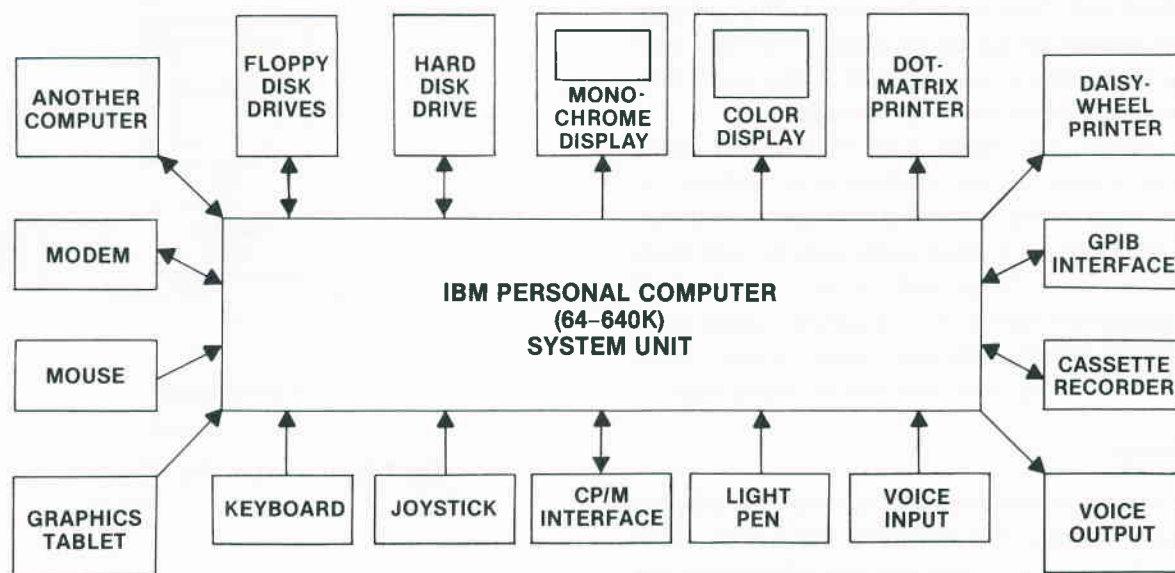 ANOTHER
COMPUTER
FLOPPY
DISK
DRIVES
HARD
DISK
DRIVE
MONO-
CHROME
DISPLAY
COLOR
DISPLAY
DOT-
MATRIX
PRINTER
DAISY-
WHEEL
PRINTER
MODEM
MOUSE
IBM PERSONAL COMPUTER
(64–640K)
SYSTEM UNIT
GPIB
INTERFACE
CASSETTE
RECORDER
GRAPHICS
TABLET
KEYBOARD
JOYSTICK
CP/M
INTERFACE
LIGHT
PEN
VOICE
INPUT
VOICE
OUTPUT